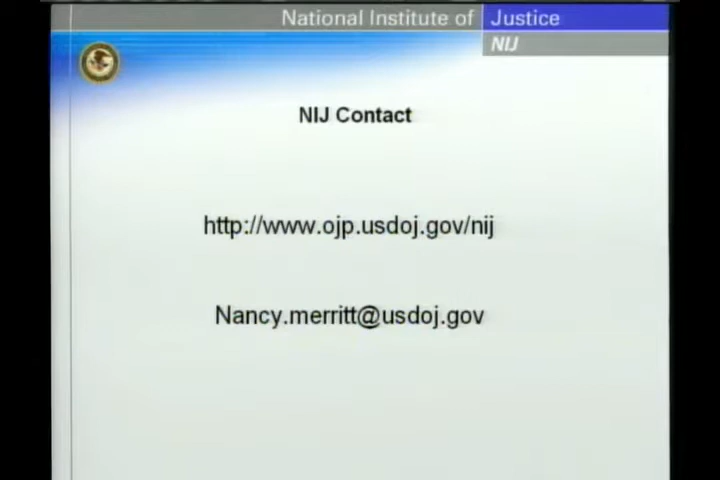 National Institute of Justice
NIJ
NIJ Contact
http://www.ojp.usdoj.gov/nij
Nancy.merritt@usdoj.gov